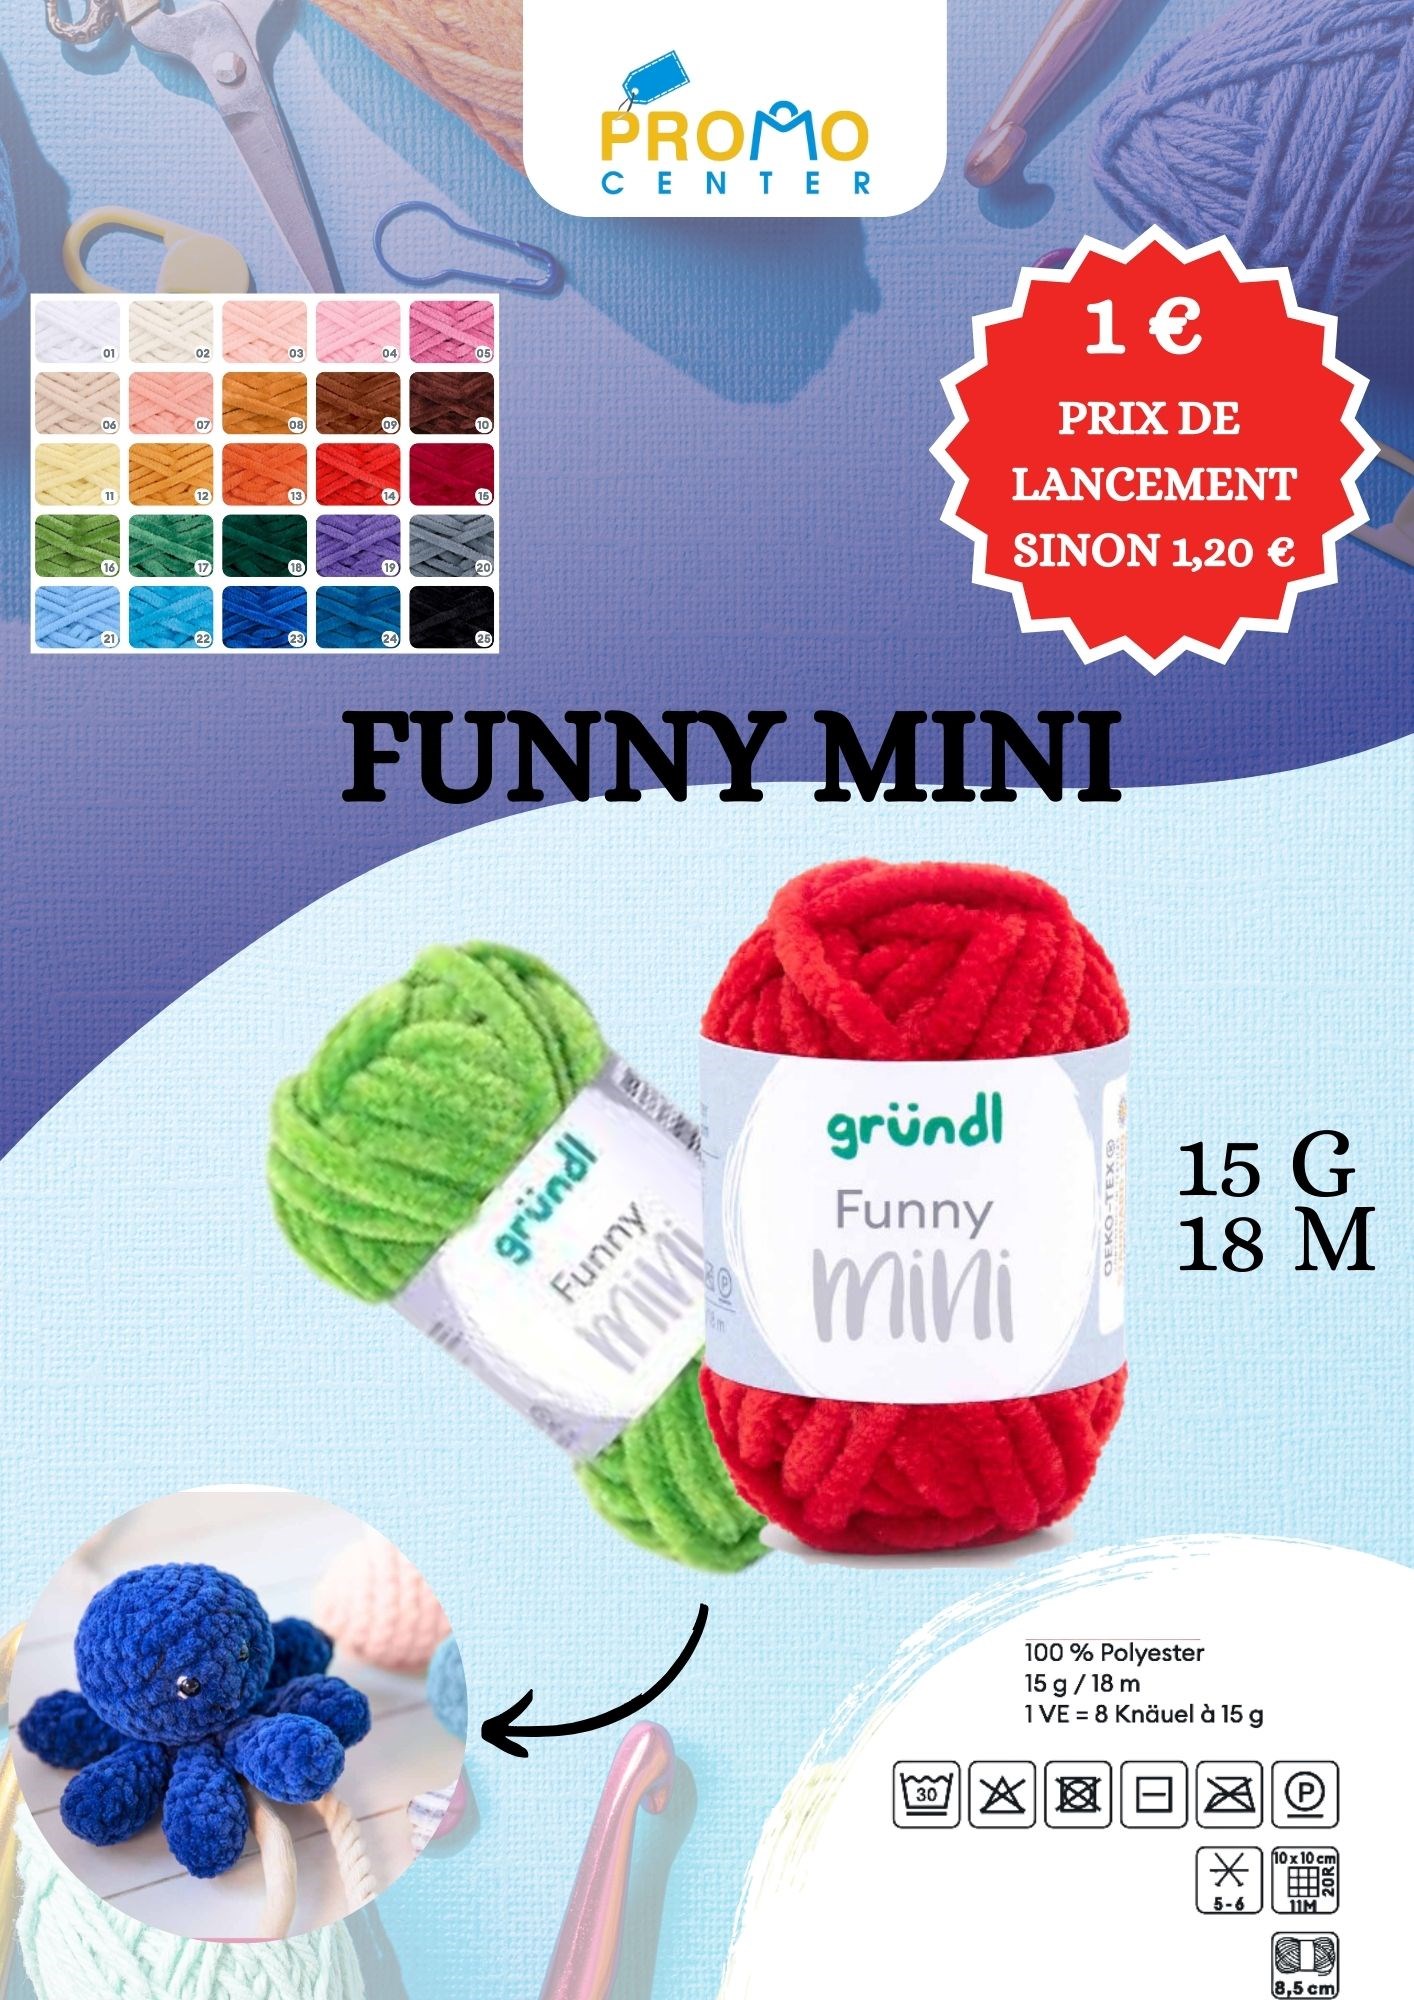 PROMO
CENTER
01 02 03 04 05
06 07 08 09 10
11 12 13 14 15
16 17 18 19 20
21 22 23 24 25
1 €
PRIX DE
LANCEMENT
SINON 1,20 €
FUNNY MINI
gründl
Funny
mini
gründl
Funny
mini
OEKO-TEX®
15 G
18 M
100 % Polyester
15 g / 18 m
1 VE = 8 Knäuel à 15 g
30
P
5-6
10 x 10 cm
20R
11M
8,5 cm